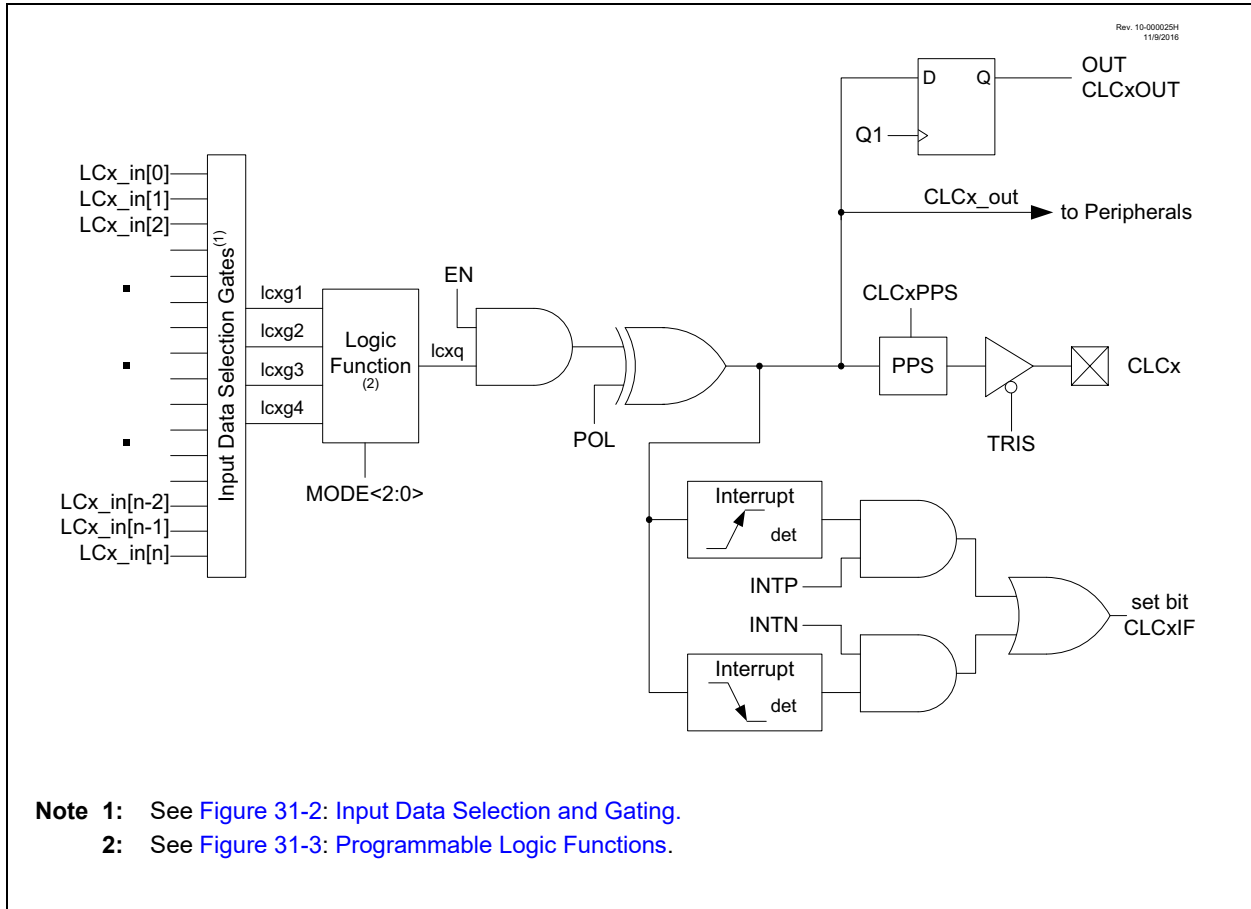 Rev. 10-000025H
11/9/2016
OUT
CLCxOUT
D
Q
Q1
CLCx_out
to Peripherals
LCx_in[0]
LCx_in[1]
LCx_in[2]
LCx_in[n-2]
LCx_in[n-1]
LCx_in[n]
Input Data Selection Gates(1)
lcxg1
lcxg2
lcxg3
lcxg4
Logic
Function
(2)
MODE<2:0>
lcxq
EN
POL
CLCxPPS
PPS
TRIS
CLCx
Interrupt
det
INTP
INTN
Interrupt
det
set bit
CLCxIF
Note 1: See Figure 31-2: Input Data Selection and Gating.
2: See Figure 31-3: Programmable Logic Functions.